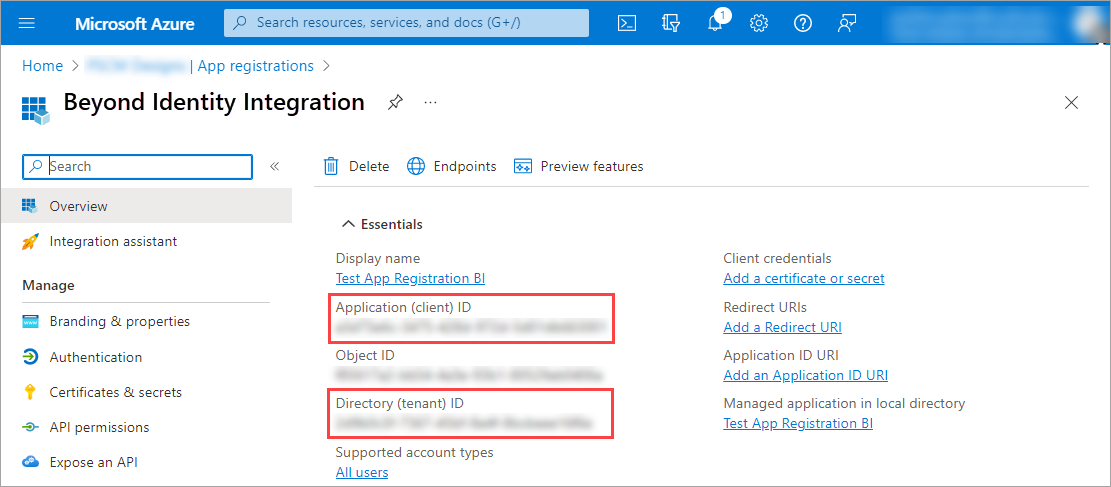 Microsoft Azure
Search resources, services, and docs (G+/)
1
Home > | App registrations >
Beyond Identity Integration
...
Search
«
Delete
Endpoints
Preview features
Overview
Integration assistant
Manage
Branding & properties
Authentication
Certificates & secrets
API permissions
Expose an API
Essentials
Display name
Test App Registration BI
Application (client) ID
Object ID
Directory (tenant) ID
Supported account types
All users
Client credentials
Add a certificate or secret
Redirect URIs
Add a Redirect URI
Application ID URI
Add an Application ID URI
Managed application in local directory
Test App Registration BI